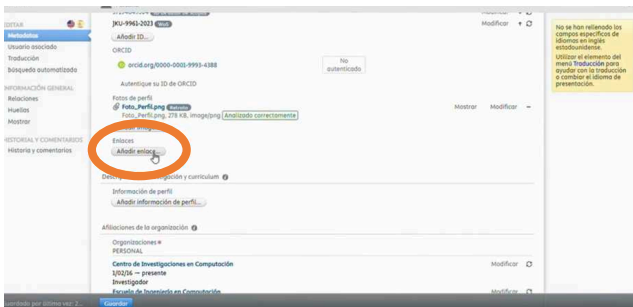 EDITAR
Metadatos
Usuario asociado
Traducción
Búsqueda automatizada
INFORMACIÓN GENERAL
Relaciones
Huellas
Mostrar
HISTORIAL Y COMENTARIOS
Historia y comentarios
JKU-9961-2023 Web
Modificar
Añadir ID...
ORCID
orcid.org/0000-0001-9993-4388
No autenticado
Autentique su ID de ORCID
Fotos de perfil
Foto_Perfil.png Retrato
Mostrar Modificar -
Foto_Perfil.png, 278 KB, image/png Analizado correctamente
Enlaces
Añadir enlace...
investigación y curriculum
Información de perfil
Añadir información de perfil...
Afiliaciones de la organización
Organizaciones *
PERSONAL
Centro de Investigaciones en Computación
Modificar
1/02/16 — presente
Investigador
Escuela de Ingeniería en Computación
Modificar
Guardar
No se han rellenado los campos específicos de idiomas en inglés estadounidense.
Utilizar el elemento del menú Traducción para ayudar con la traducción o cambiar el idioma de presentación.